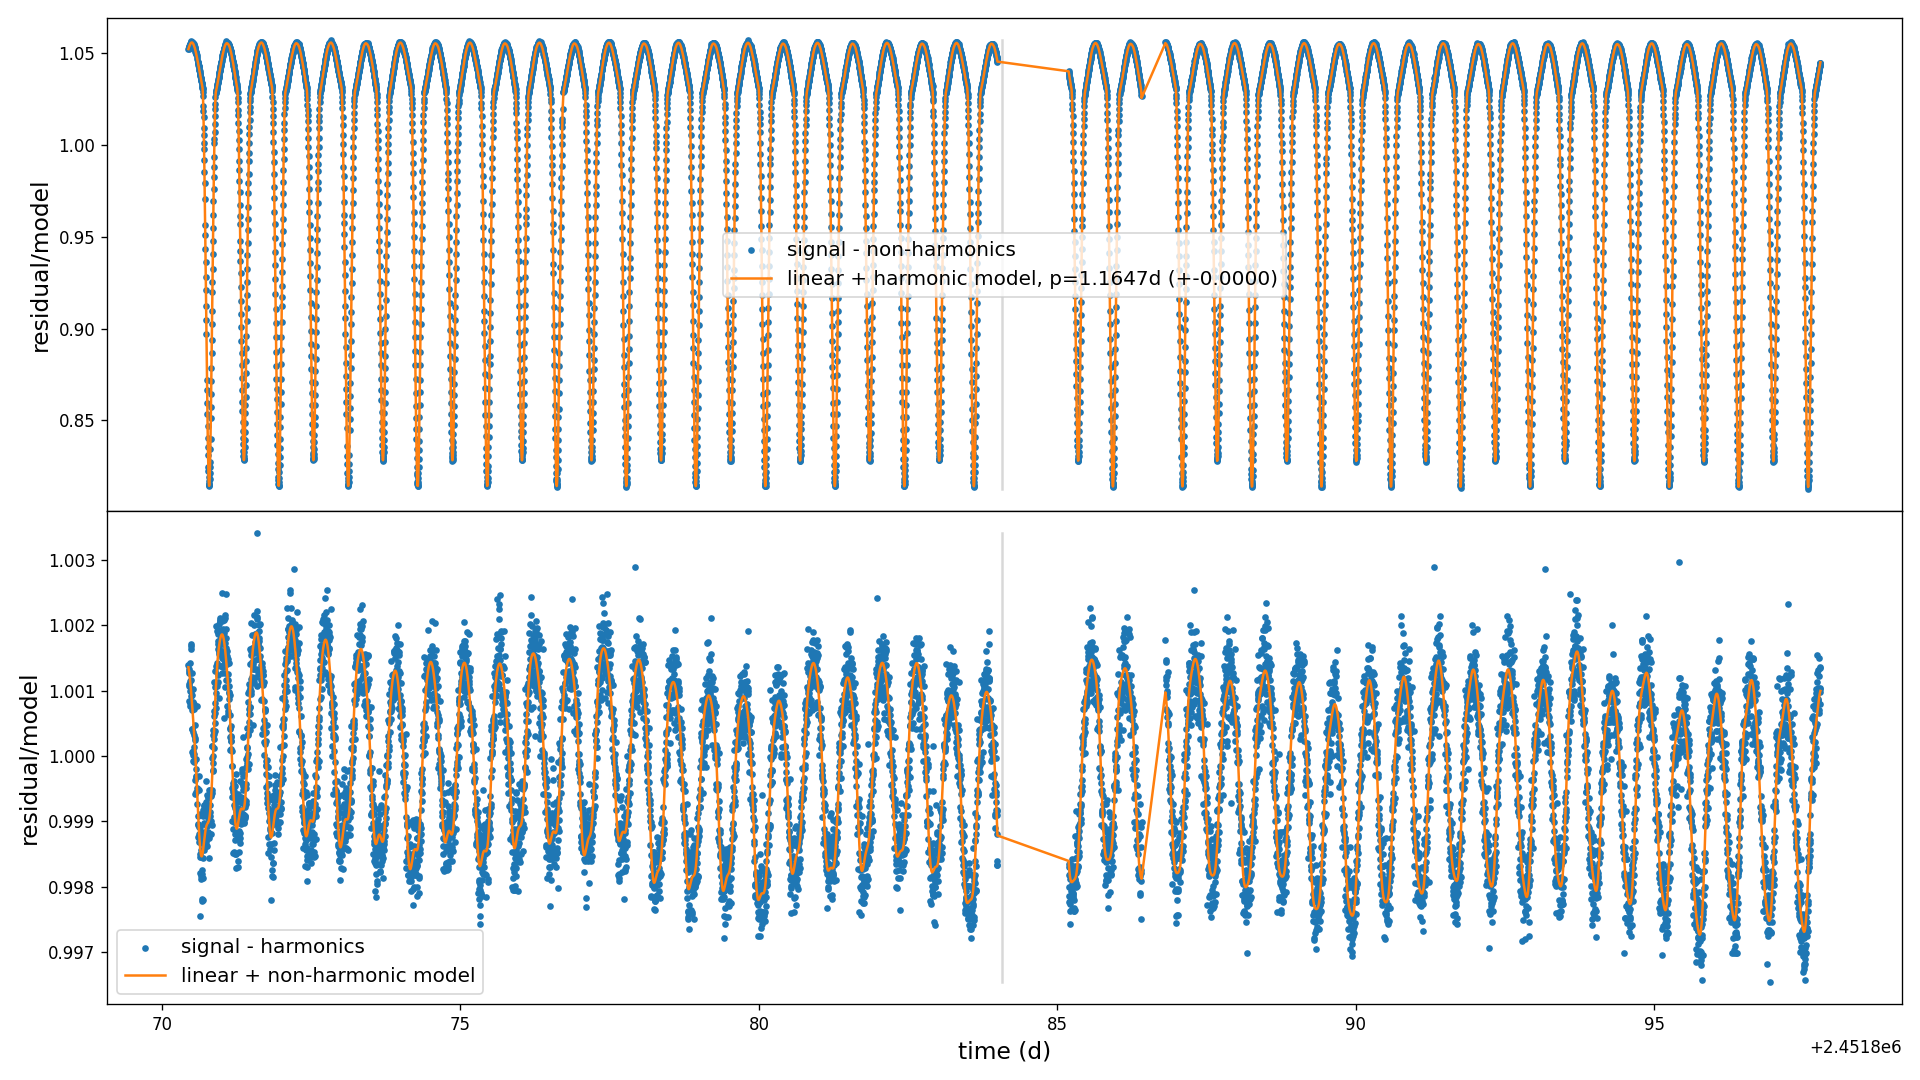 1.05
1.00
0.95
0.90
0.85
residual/model
signal - non-harmonics
linear + harmonic model, p=1.1647d (+-0.0000)
1.003
1.002
1.001
1.000
0.999
0.998
0.997
residual/model
signal - harmonics
linear + non-harmonic model
70
75
80
85
90
95
time (d)
+2.4518e6